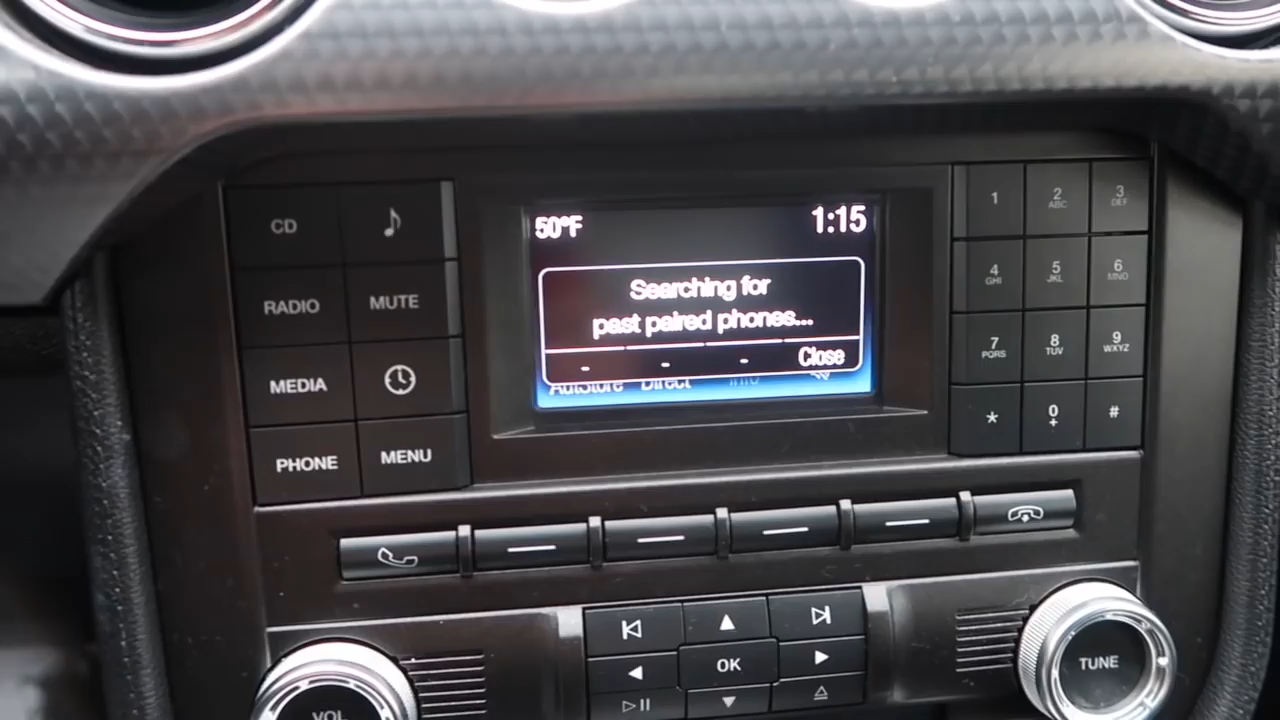 50°F
1:15
Searching for
past paired phones...
Close
AutoStore Direct Info
CD
RADIO MUTE
MEDIA
PHONE MENU
1 2 ABC 3 DEF
4 GHI 5 JKL 6 MNO
7 PQRS 8 TUV 9 WXYZ
* 0 + #
OK
VOL
TUNE